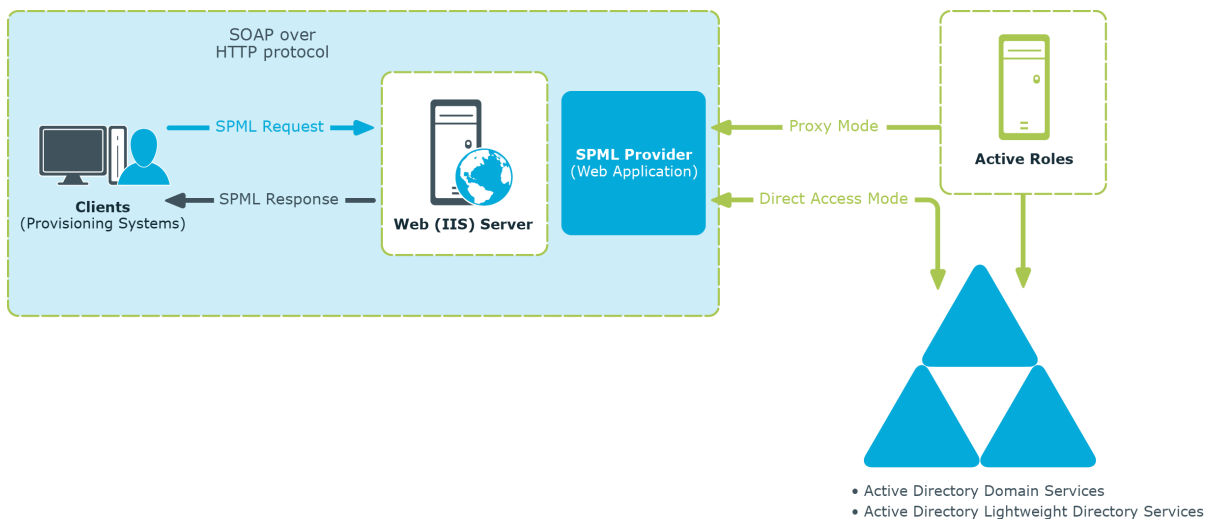 SOAP over
HTTP protocol
SPML Request
SPML Response
Clients
(Provisioning Systems)
Web (IIS) Server
SPML Provider
(Web Application)
Proxy Mode
Direct Access Mode
Active Roles
• Active Directory Domain Services
• Active Directory Lightweight Directory Services